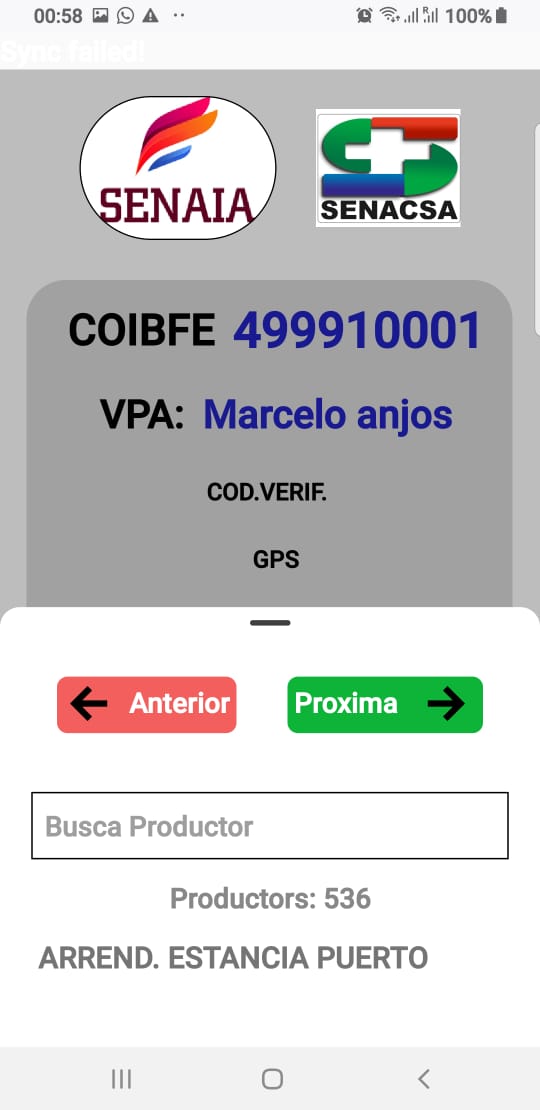 00:58 100%
Sync failed!
SENAIA SENACSA
COIBFE 499910001
VPA: Marcelo anjos
COD.VERIF.
GPS
Anterior Proxima
Busca Productor
Productors: 536
ARREND. ESTANCIA PUERTO